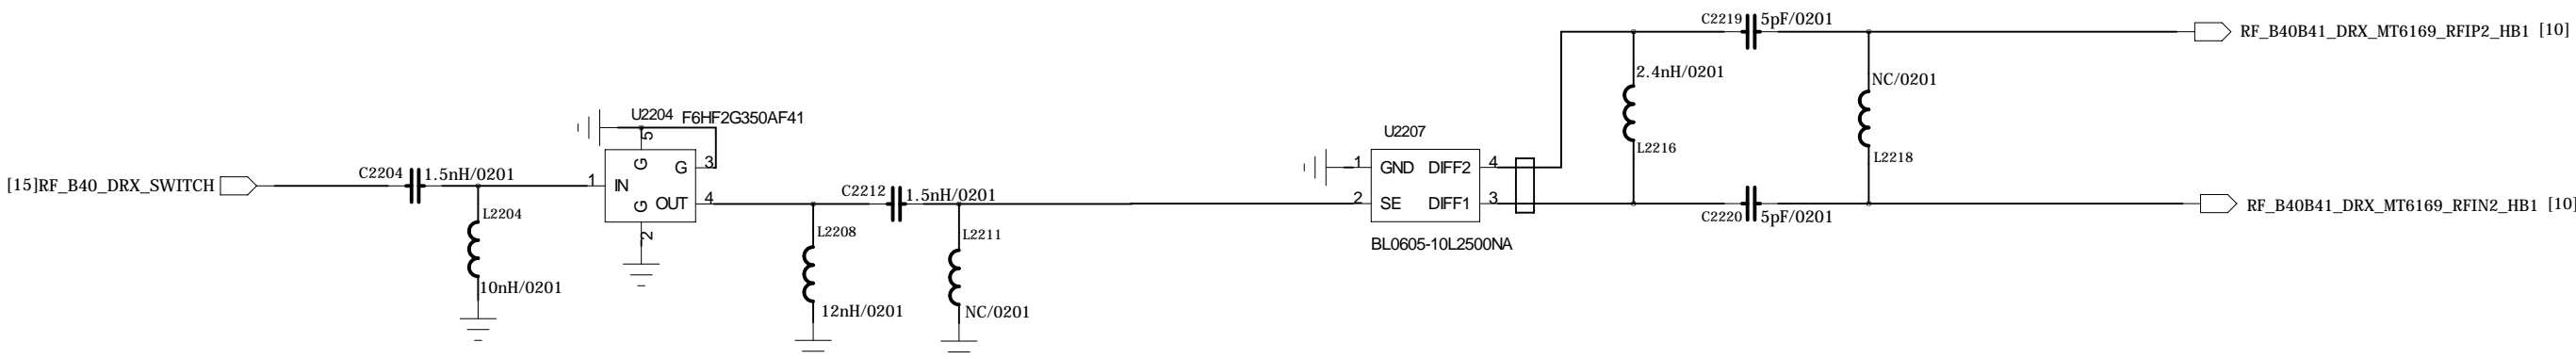 C2219 5pF/0201
RF_B40B41_DRX_MT6169_RFIP2_HB1 [10]
2.4nH/0201
NC/0201
U2204 F6HF2G350AF41
5
G
G 3
U2207
L2216
L2218
C2204 1.5nH/0201
[15]RF_B40_DRX_SWITCH
1 IN
OUT 4
G
2
1 GND DIFF2 4
2 SE DIFF1 3
C2212 1.5nH/0201
L2204
C2220 5pF/0201
RF_B40B41_DRX_MT6169_RFIN2_HB1 [10]
L2208
L2211
BL0605-10L2500NA
10nH/0201
12nH/0201
NC/0201